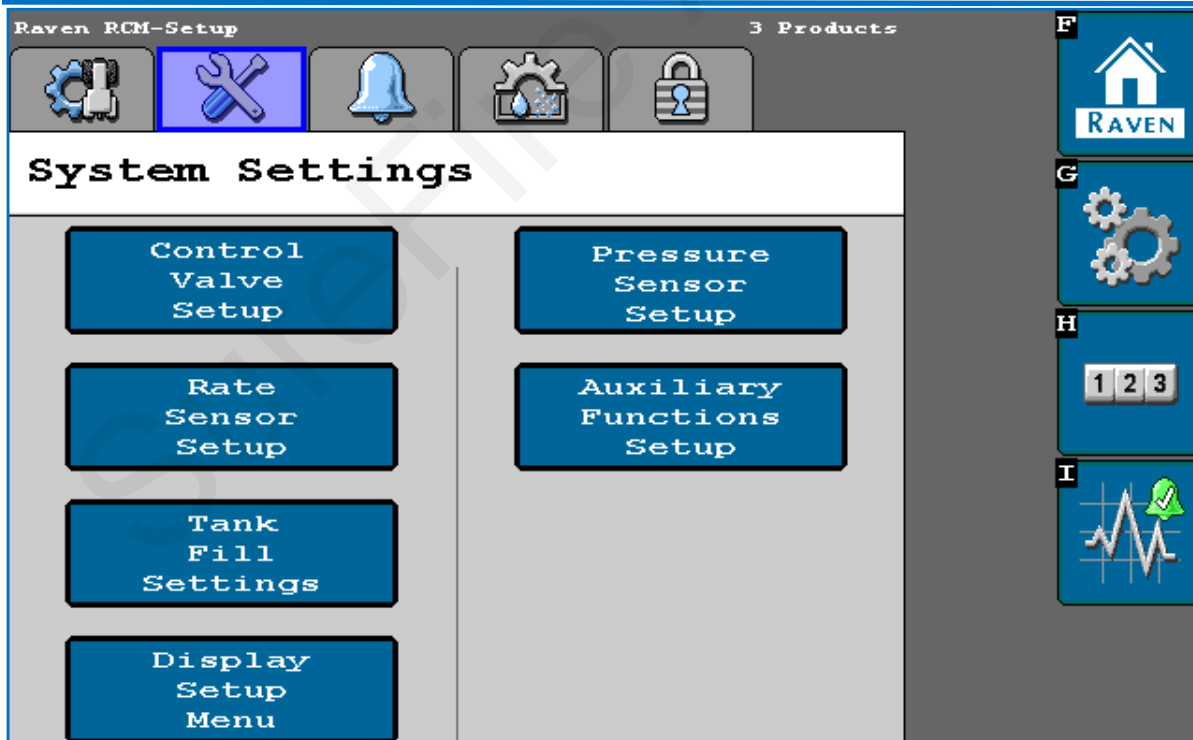 Raven RCM-Setup
3 Products
System Settings
Control
Valve
Setup
Pressure
Sensor
Setup
Rate
Sensor
Setup
Auxiliary
Functions
Setup
Tank
Fill
Settings
Display
Setup
Menu
F
RAVEN
G
H
1 2 3
I
SureFire